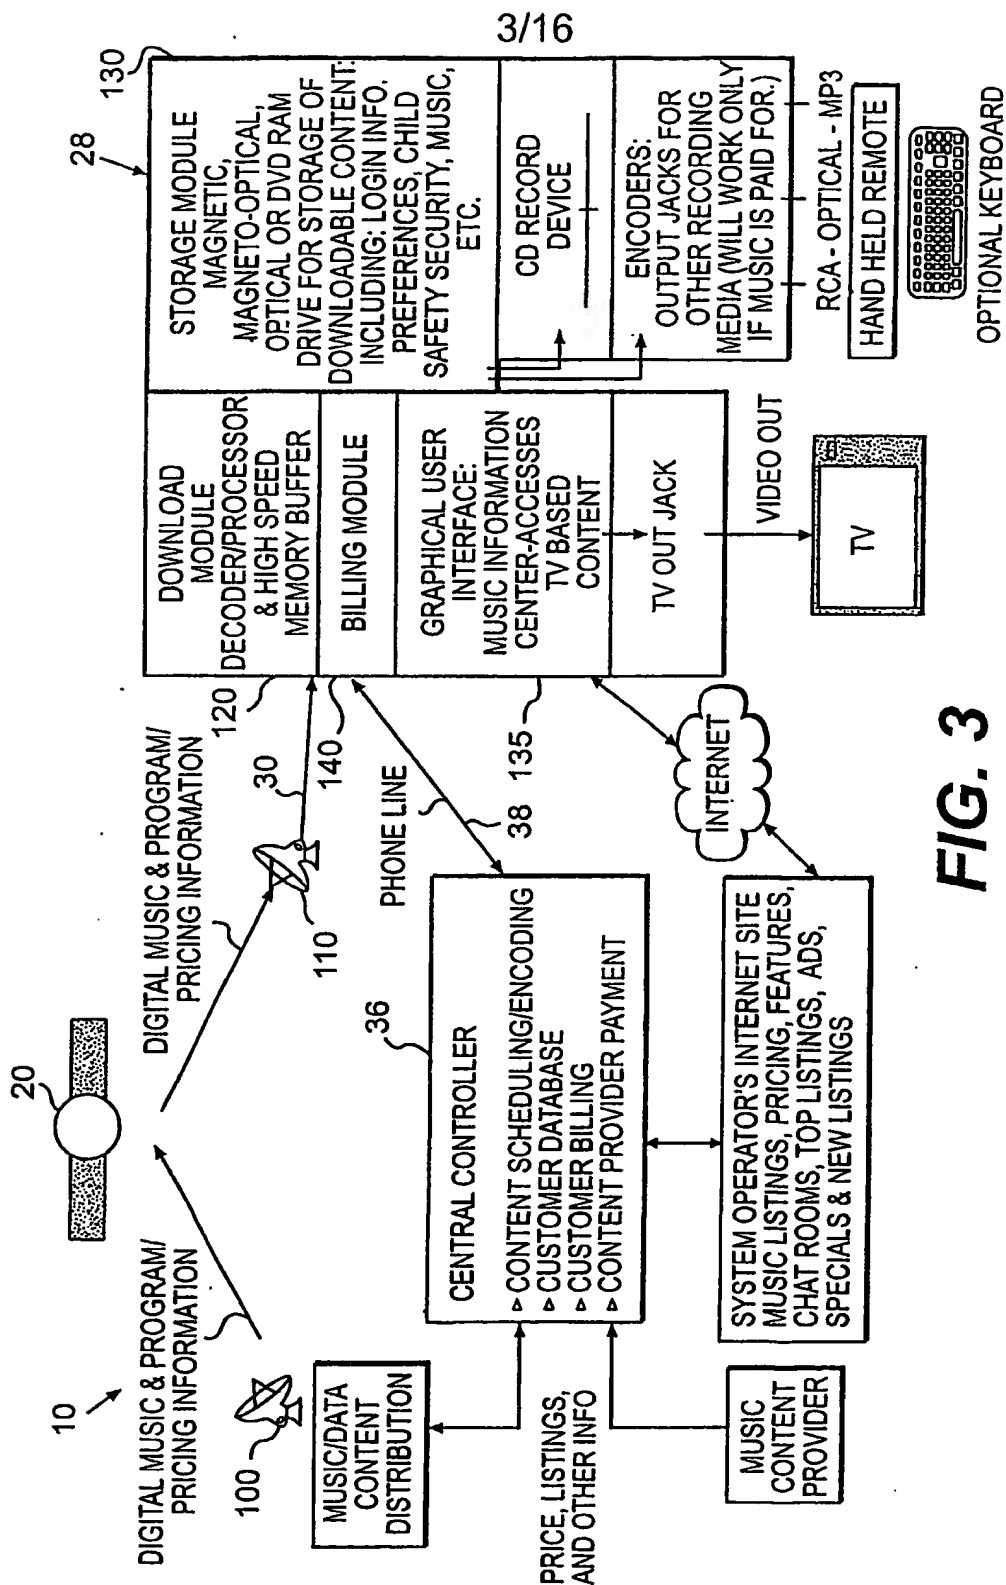 3/16
10
DIGITAL MUSIC & PROGRAM/
PRICING INFORMATION
20
DIGITAL MUSIC & PROGRAM/
PRICING INFORMATION
100
MUSIC/DATA
CONTENT
DISTRIBUTION
110
30
PRICE, LISTINGS,
AND OTHER INFO
MUSIC
CONTENT
PROVIDER
36
CENTRAL CONTROLLER
▹ CONTENT SCHEDULING/ENCODING
▹ CUSTOMER DATABASE
▹ CUSTOMER BILLING
▹ CONTENT PROVIDER PAYMENT
PHONE LINE
38
SYSTEM OPERATOR'S INTERNET SITE
MUSIC LISTINGS, PRICING, FEATURES,
CHAT ROOMS, TOP LISTINGS, ADS,
SPECIALS & NEW LISTINGS
INTERNET
28
120
DOWNLOAD
MODULE
DECODER/PROCESSOR
& HIGH SPEED
MEMORY BUFFER
140
BILLING MODULE
135
GRAPHICAL USER
INTERFACE:
MUSIC INFORMATION
CENTER-ACCESSES
TV BASED
CONTENT
TV OUT JACK
VIDEO OUT
TV
130
STORAGE MODULE
MAGNETIC,
MAGNETO-OPTICAL,
OPTICAL OR DVD RAM
DRIVE FOR STORAGE OF
DOWNLOADABLE CONTENT:
INCLUDING: LOGIN INFO.
PREFERENCES, CHILD
SAFETY SECURITY, MUSIC,
ETC.
CD RECORD
DEVICE
ENCODERS:
OUTPUT JACKS FOR
OTHER RECORDING
MEDIA (WILL WORK ONLY
IF MUSIC IS PAID FOR.)
RCA - OPTICAL - MP3
HAND HELD REMOTE
OPTIONAL KEYBOARD
FIG. 3